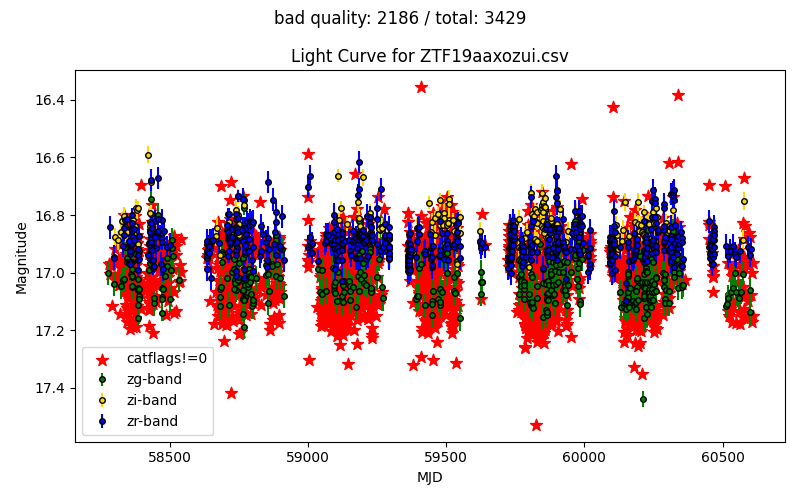 bad quality: 2186 / total: 3429
Light Curve for ZTF19aaxozui.csv
16.4
16.6
16.8
17.0
17.2
17.4
Magnitude
catflags!=0
zg-band
zi-band
zr-band
58500
59000
59500
60000
60500
MJD